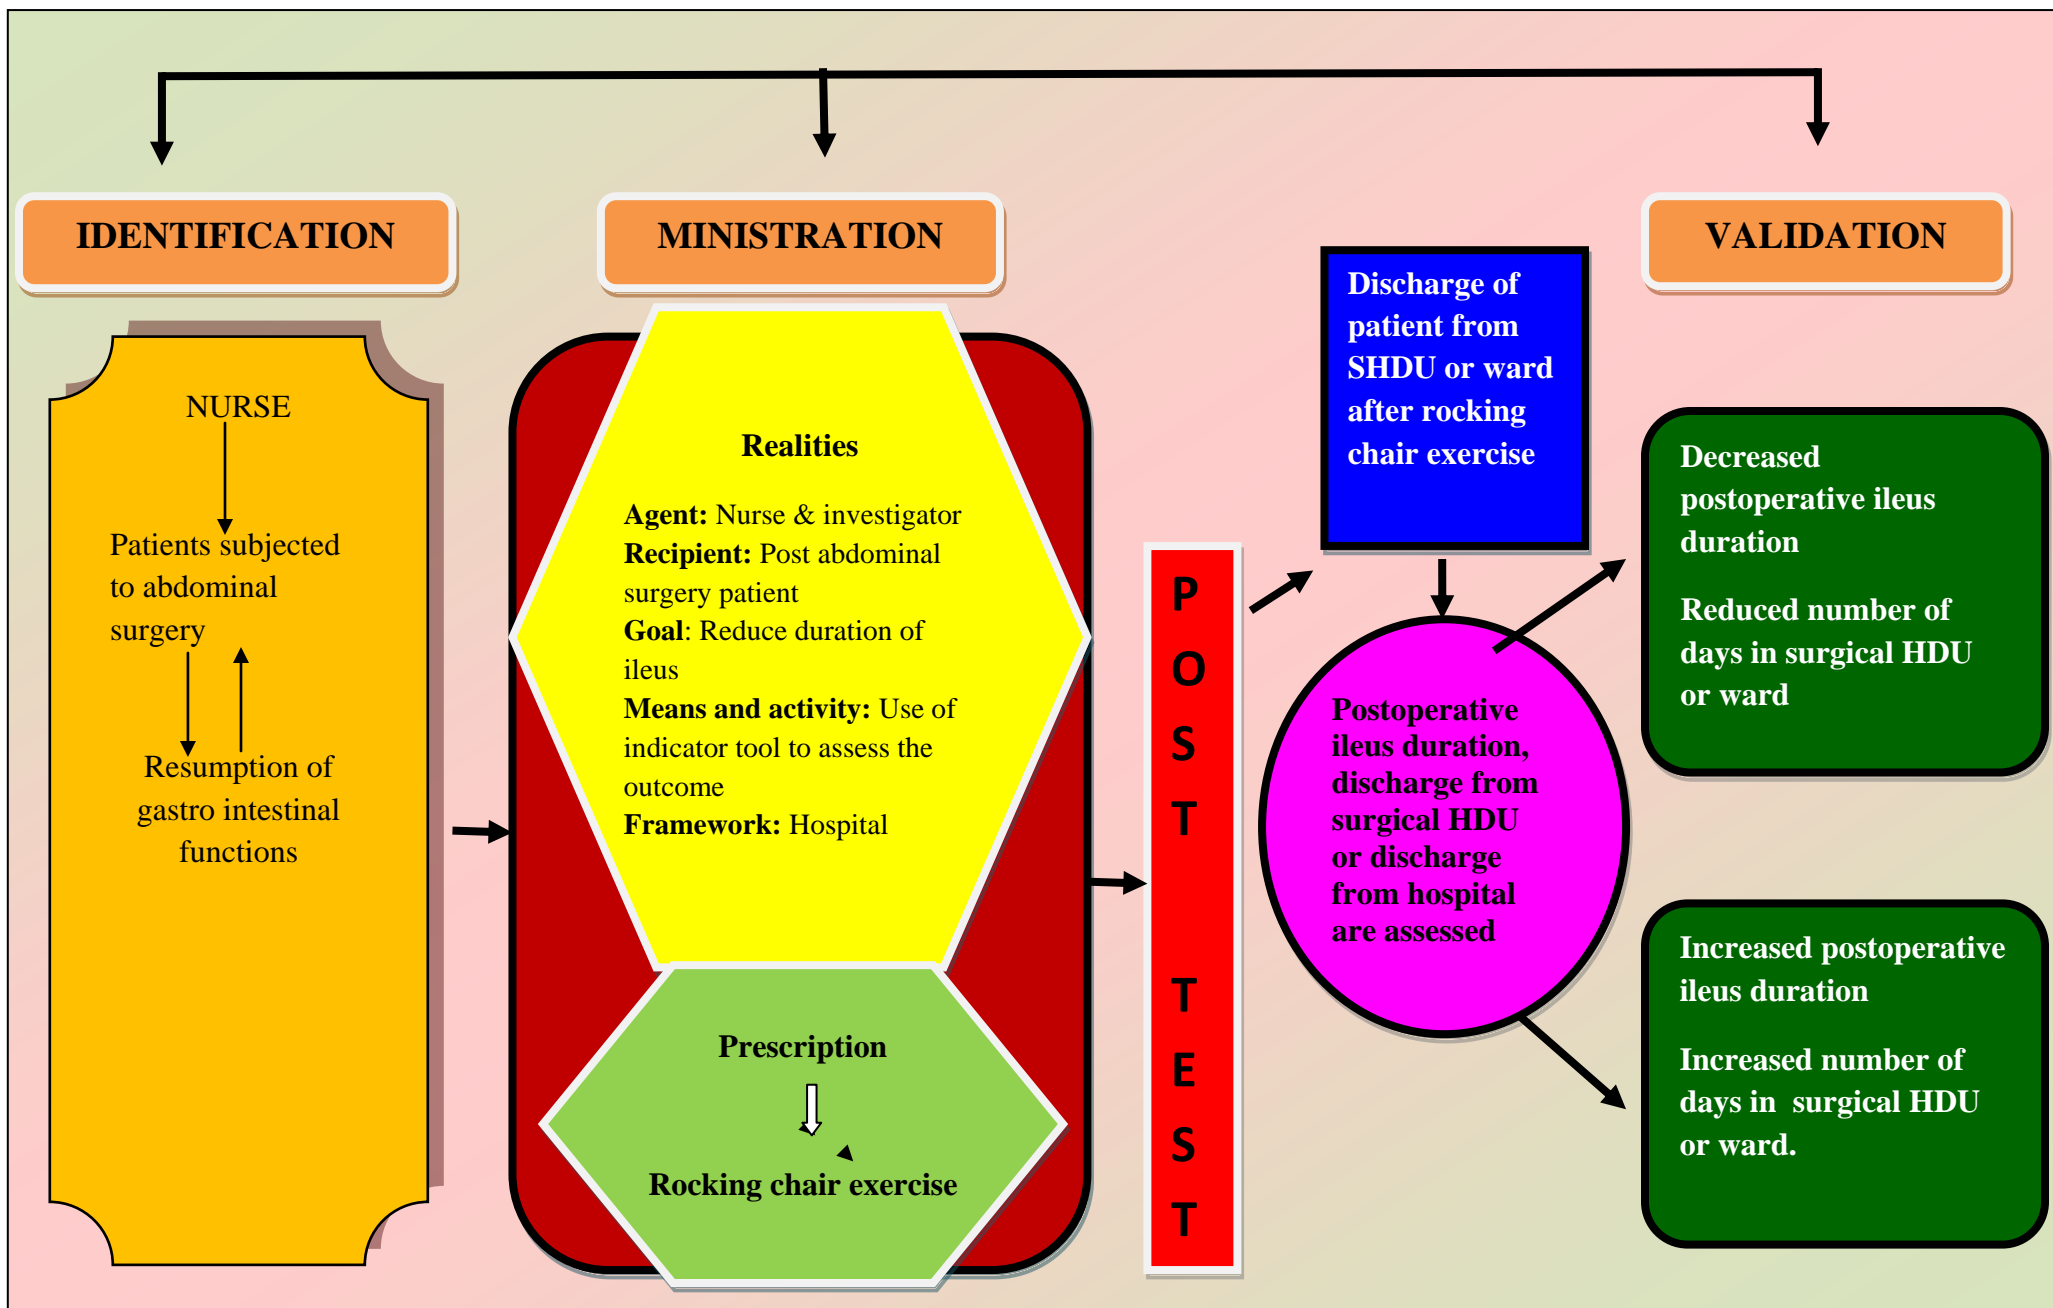 IDENTIFICATION
MINISTRATION
VALIDATION
NURSE
Patients subjected
to abdominal
surgery
Resumption of
gastro intestinal
functions
Realities
Agent: Nurse & investigator
Recipient: Post abdominal
surgery patient
Goal: Reduce duration of
ileus
Means and activity: Use of
indicator tool to assess the
outcome
Framework: Hospital
Prescription
Rocking chair exercise
P
O
S
T
T
E
S
T
Discharge of
patient from
SHDU or ward
after rocking
chair exercise
Postoperative
ileus duration,
discharge from
surgical HDU
or discharge
from hospital
are assessed
Decreased
postoperative ileus
duration
Reduced number of
days in surgical HDU
or ward
Increased postoperative
ileus duration
Increased number of
days in  surgical HDU
or ward.